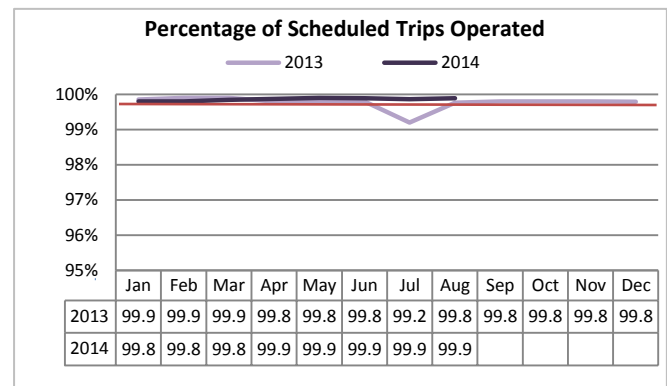 Percentage of Scheduled Trips Operated
2013 2014
100%
99%
98%
97%
96%
95%
Jan Feb Mar Apr May Jun Jul Aug Sep Oct Nov Dec
2013 99.9 99.9 99.9 99.8 99.8 99.8 99.2 99.8 99.8 99.8 99.8 99.8
2014 99.8 99.8 99.8 99.9 99.9 99.9 99.9 99.9